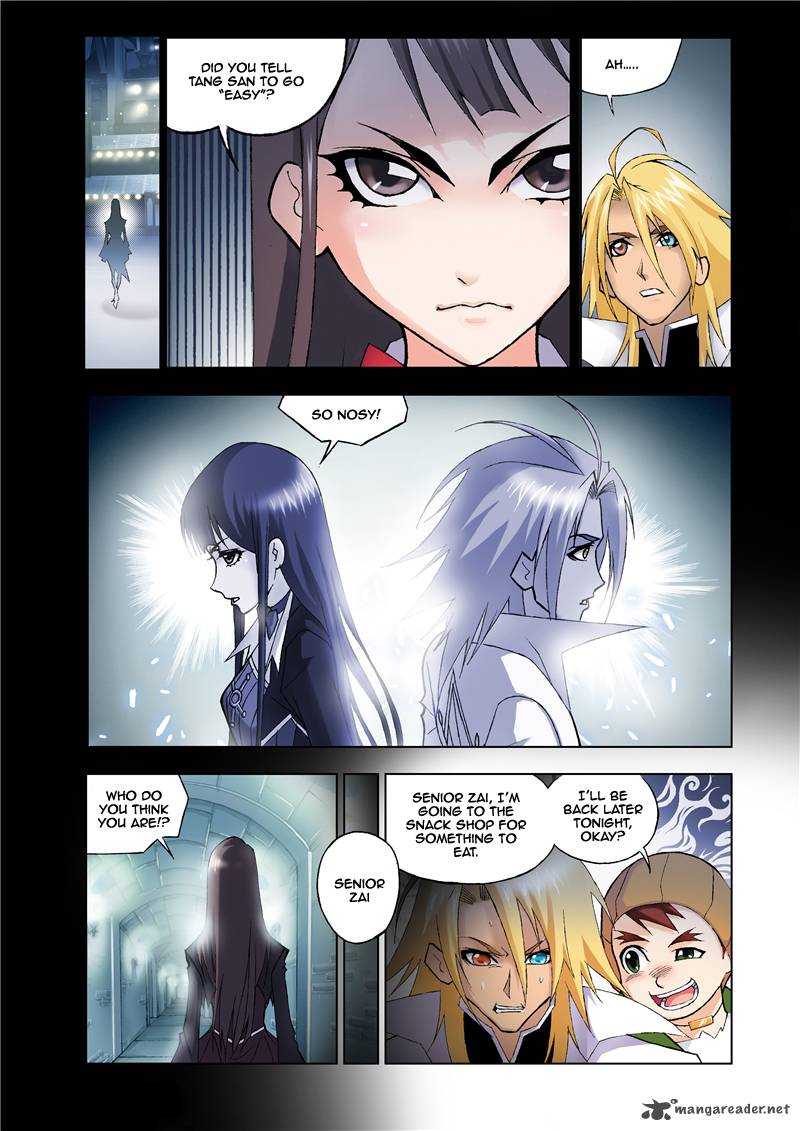 DID YOU TELL
TANG SAN TO GO
"EASY"?
AH.....
SO NOSY!
WHO DO
YOU THINK
YOU ARE!?
SENIOR
ZAI
SENIOR ZAI, I'M
GOING TO THE
SNACK SHOP FOR
SOMETHING TO
EAT.
I'LL BE
BACK LATER
TONIGHT,
OKAY?
mangareader.net